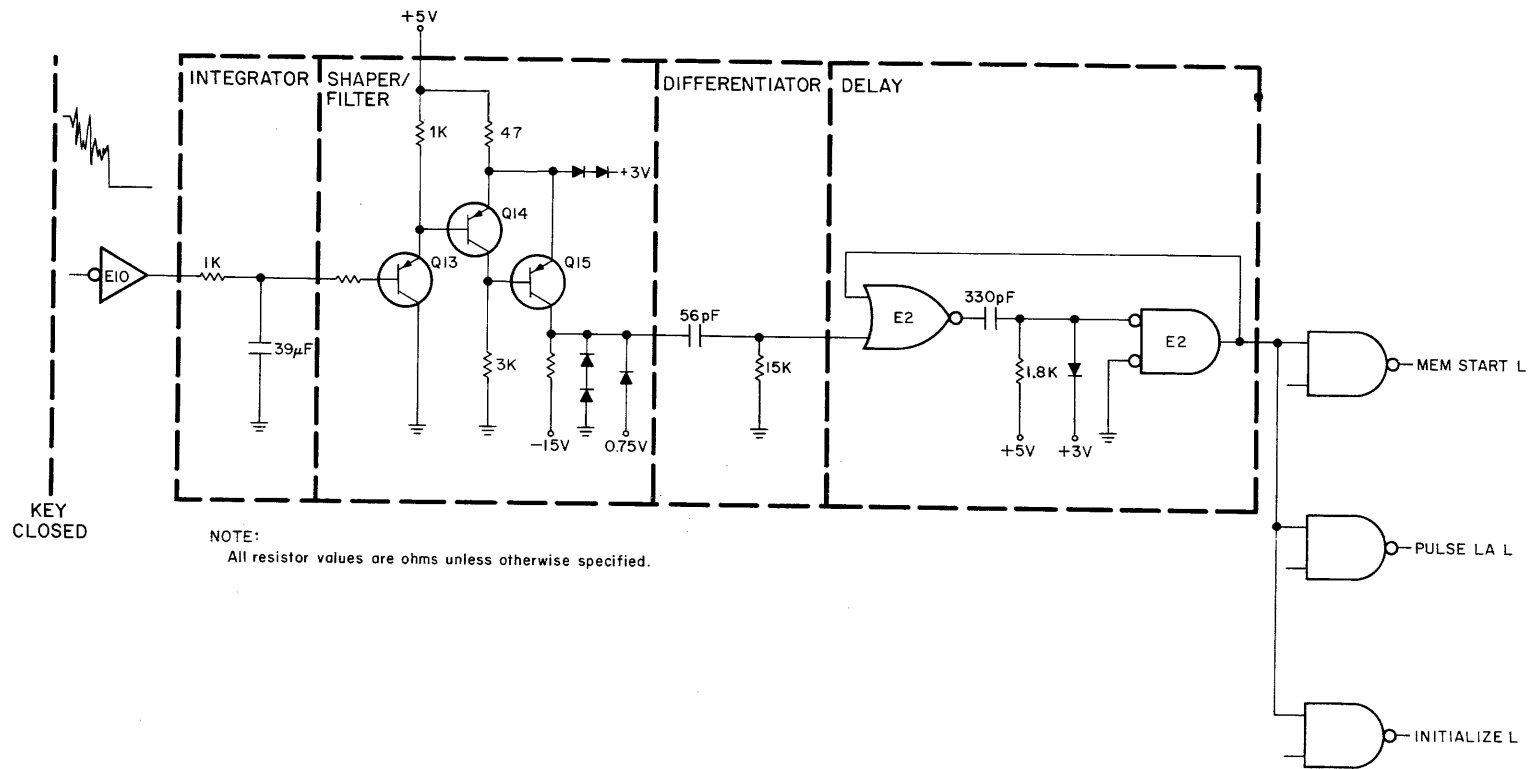 +5V
INTEGRATOR
SHAPER/
FILTER
DIFFERENTIATOR
DELAY
1K
47
+3V
Q14
E10
1K
Q13
Q15
39µF
3K
-15V
0.75V
56pF
15K
E2
330pF
1.8K
+5V
+3V
E2
MEM START L
PULSE LA L
INITIALIZE L
KEY
CLOSED
NOTE:
All resistor values are ohms unless otherwise specified.